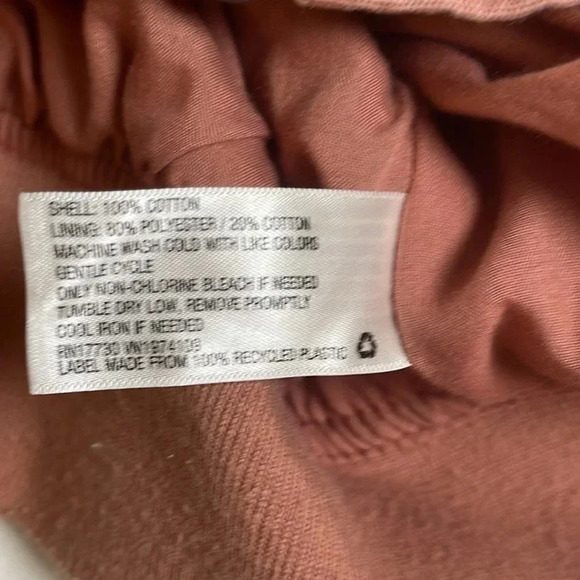 SHELL: 100% COTTON
LINING: 80% POLYESTER / 20% COTTON
MACHINE WASH COLD WITH LIKE COLORS
GENTLE CYCLE
ONLY NON-CHLORINE BLEACH IF NEEDED
TUMBLE DRY LOW, REMOVE PROMPTLY
COOL IRON IF NEEDED
RN17730 VN1974109
LABEL MADE FROM 100% RECYCLED PLASTIC